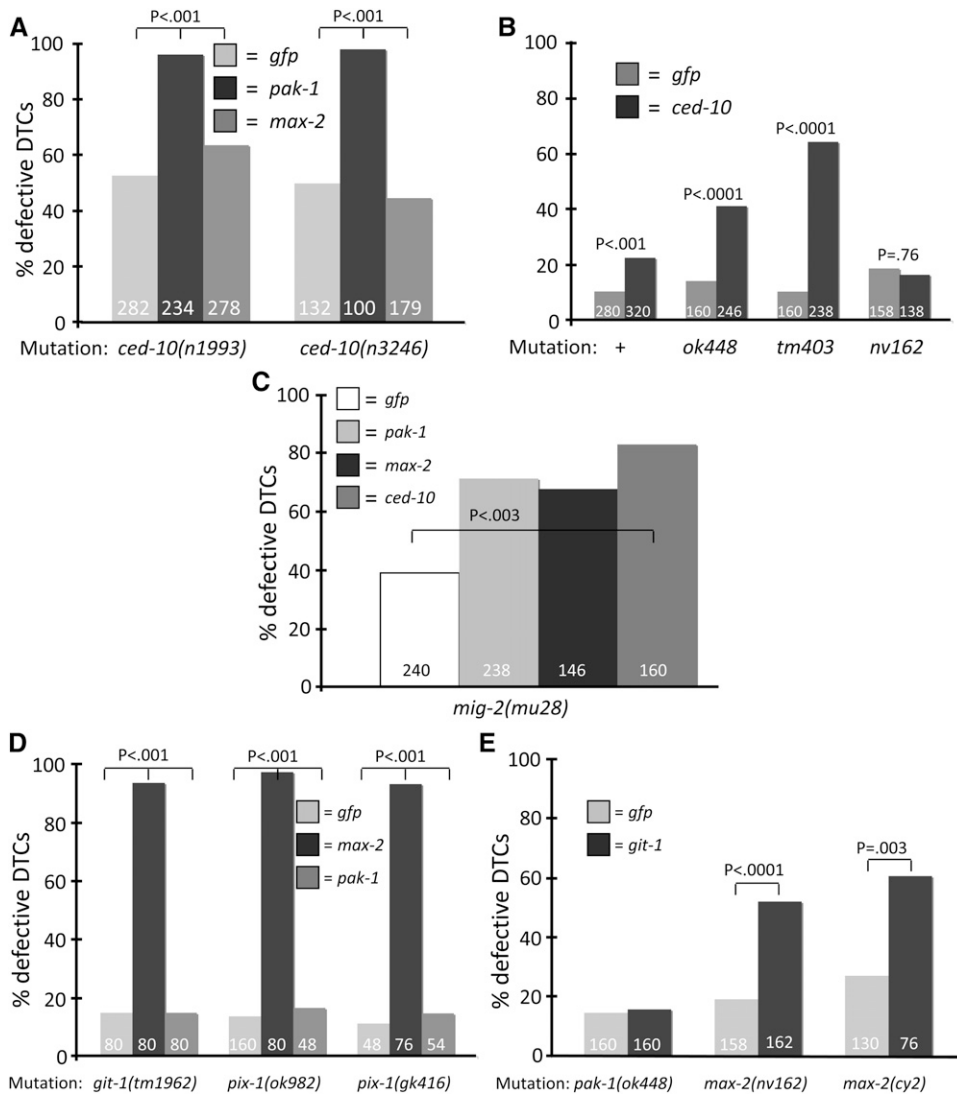 A
P<.001
P<.001
= gfp
= pak-1
= max-2
% defective DTCs
100
80
60
40
20
0
282
234
278
132
100
179
Mutation: ced-10(n1993) ced-10(n3246)
B
= gfp
= ced-10
% defective DTCs
100
80
60
40
20
0
P<.001
P<.0001
P<.0001
P=.76
280
320
160
246
160
238
158
138
Mutation: + ok448 tm403 nv162
C
= gfp
= pak-1
= max-2
= ced-10
% defective DTCs
100
80
60
40
20
0
P<.003
240
238
146
160
mig-2(mu28)
D
P<.001
P<.001
P<.001
= gfp
= max-2
= pak-1
% defective DTCs
100
80
60
40
20
0
80
80
80
160
80
48
48
76
54
Mutation: git-1(tm1962) pix-1(ok982) pix-1(gk416)
E
= gfp
= git-1
% defective DTCs
100
80
60
40
20
0
P<.0001
P=.003
160
160
158
162
130
76
Mutation: pak-1(ok448) max-2(nv162) max-2(cy2)